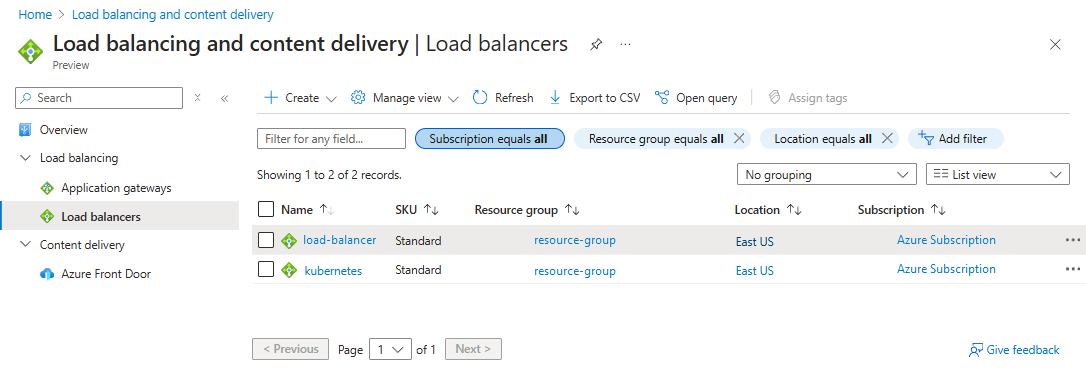 Home > Load balancing and content delivery
Load balancing and content delivery | Load balancers
Preview
Search
Create
Manage view
Refresh
Export to CSV
Open query
Assign tags
Overview
Load balancing
Application gateways
Load balancers
Content delivery
Azure Front Door
Filter for any field...
Subscription equals all
Resource group equals all
Location equals all
Add filter
Showing 1 to 2 of 2 records.
No grouping
List view
Name SKU Resource group Location Subscription
load-balancer Standard resource-group East US Azure Subscription
kubernetes Standard resource-group East US Azure Subscription
< Previous Page 1 of 1 Next >
Give feedback